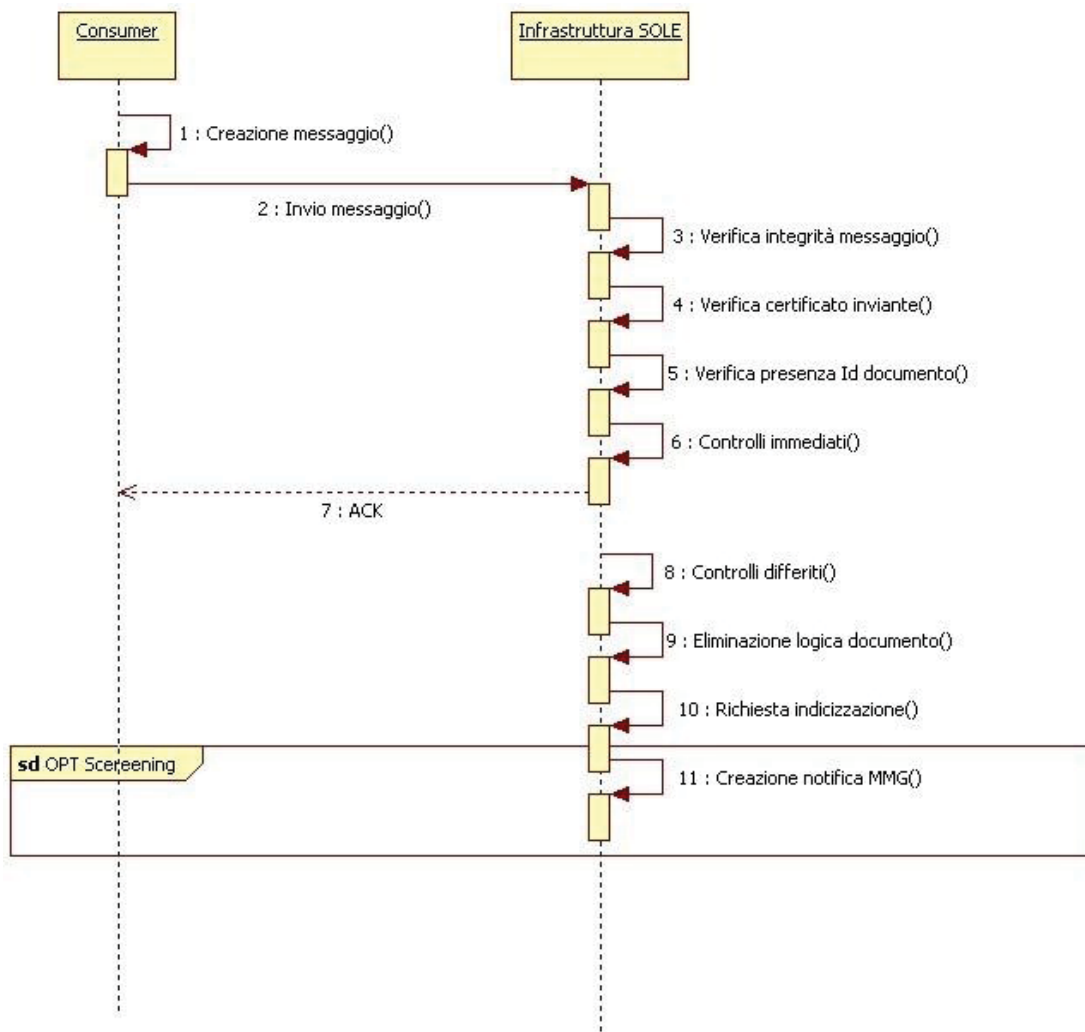 Consumer
Infrastruttura SOLE
1 : Creazione messaggio()
2 : Invio messaggio()
3 : Verifica integrità messaggio()
4 : Verifica certificato inviante()
5 : Verifica presenza Id documento()
6 : Controlli immediati()
7 : ACK
8 : Controlli differiti()
9 : Eliminazione logica documento()
10 : Richiesta indicizzazione()
sd OPT Scereening
11 : Creazione notifica MMG()